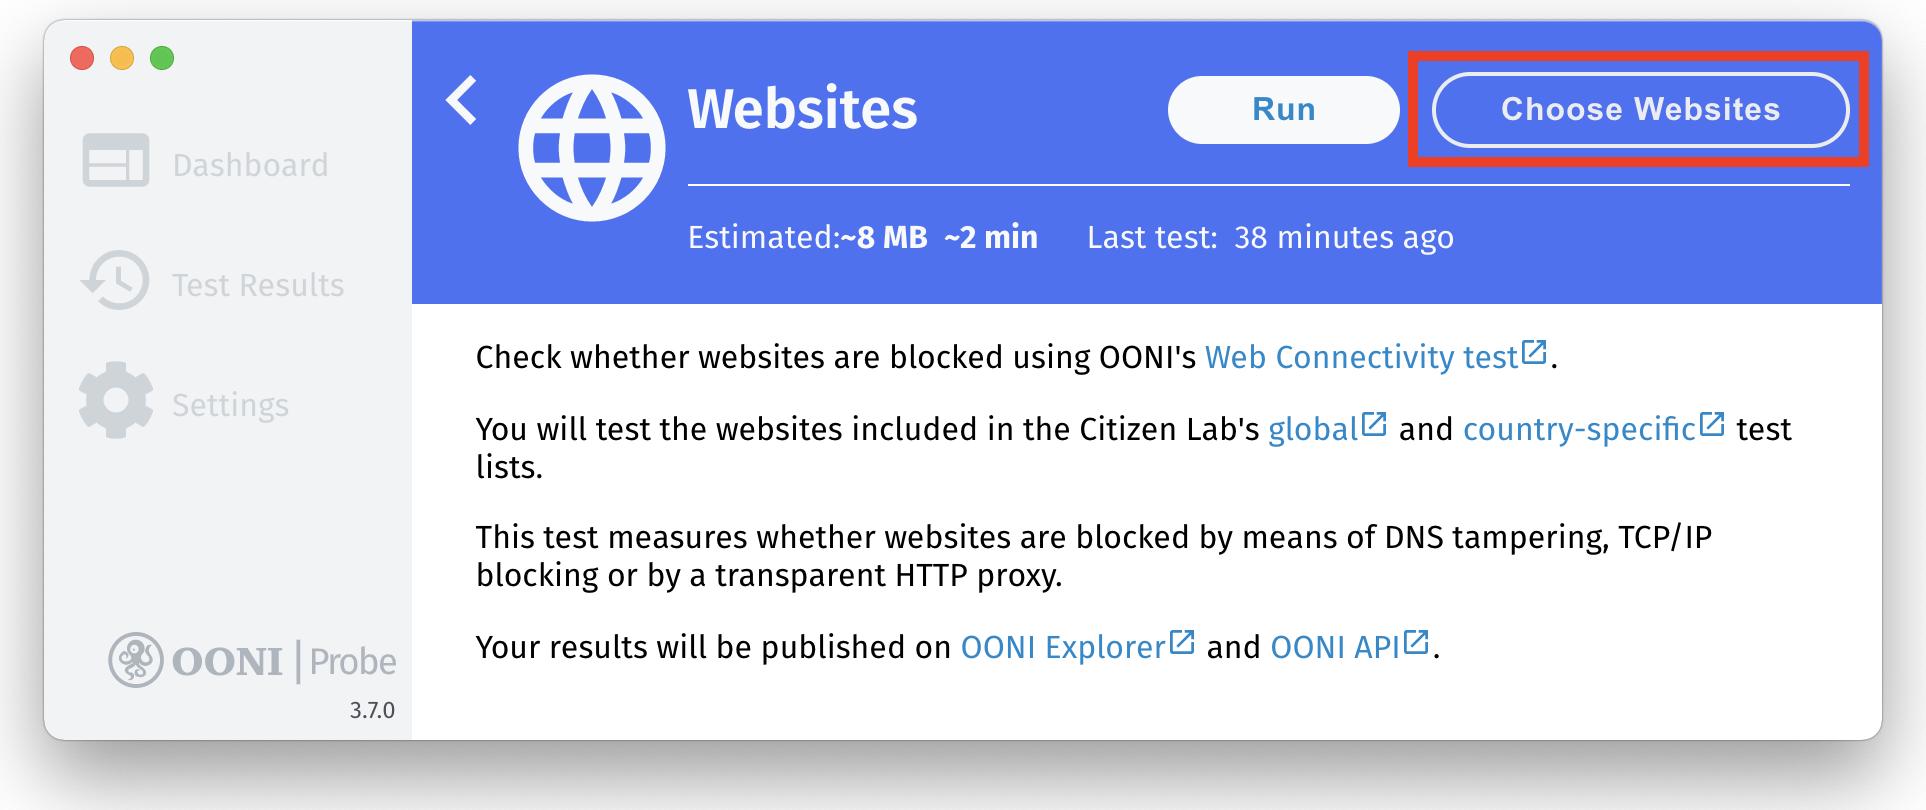 Dashboard
Test Results
Settings
OONI | Probe
3.7.0
Websites
Run
Choose Websites
Estimated:~8 MB ~2 min Last test: 38 minutes ago
Check whether websites are blocked using OONI's Web Connectivity test.
You will test the websites included in the Citizen Lab's global and country-specific test
lists.
This test measures whether websites are blocked by means of DNS tampering, TCP/IP
blocking or by a transparent HTTP proxy.
Your results will be published on OONI Explorer and OONI API.